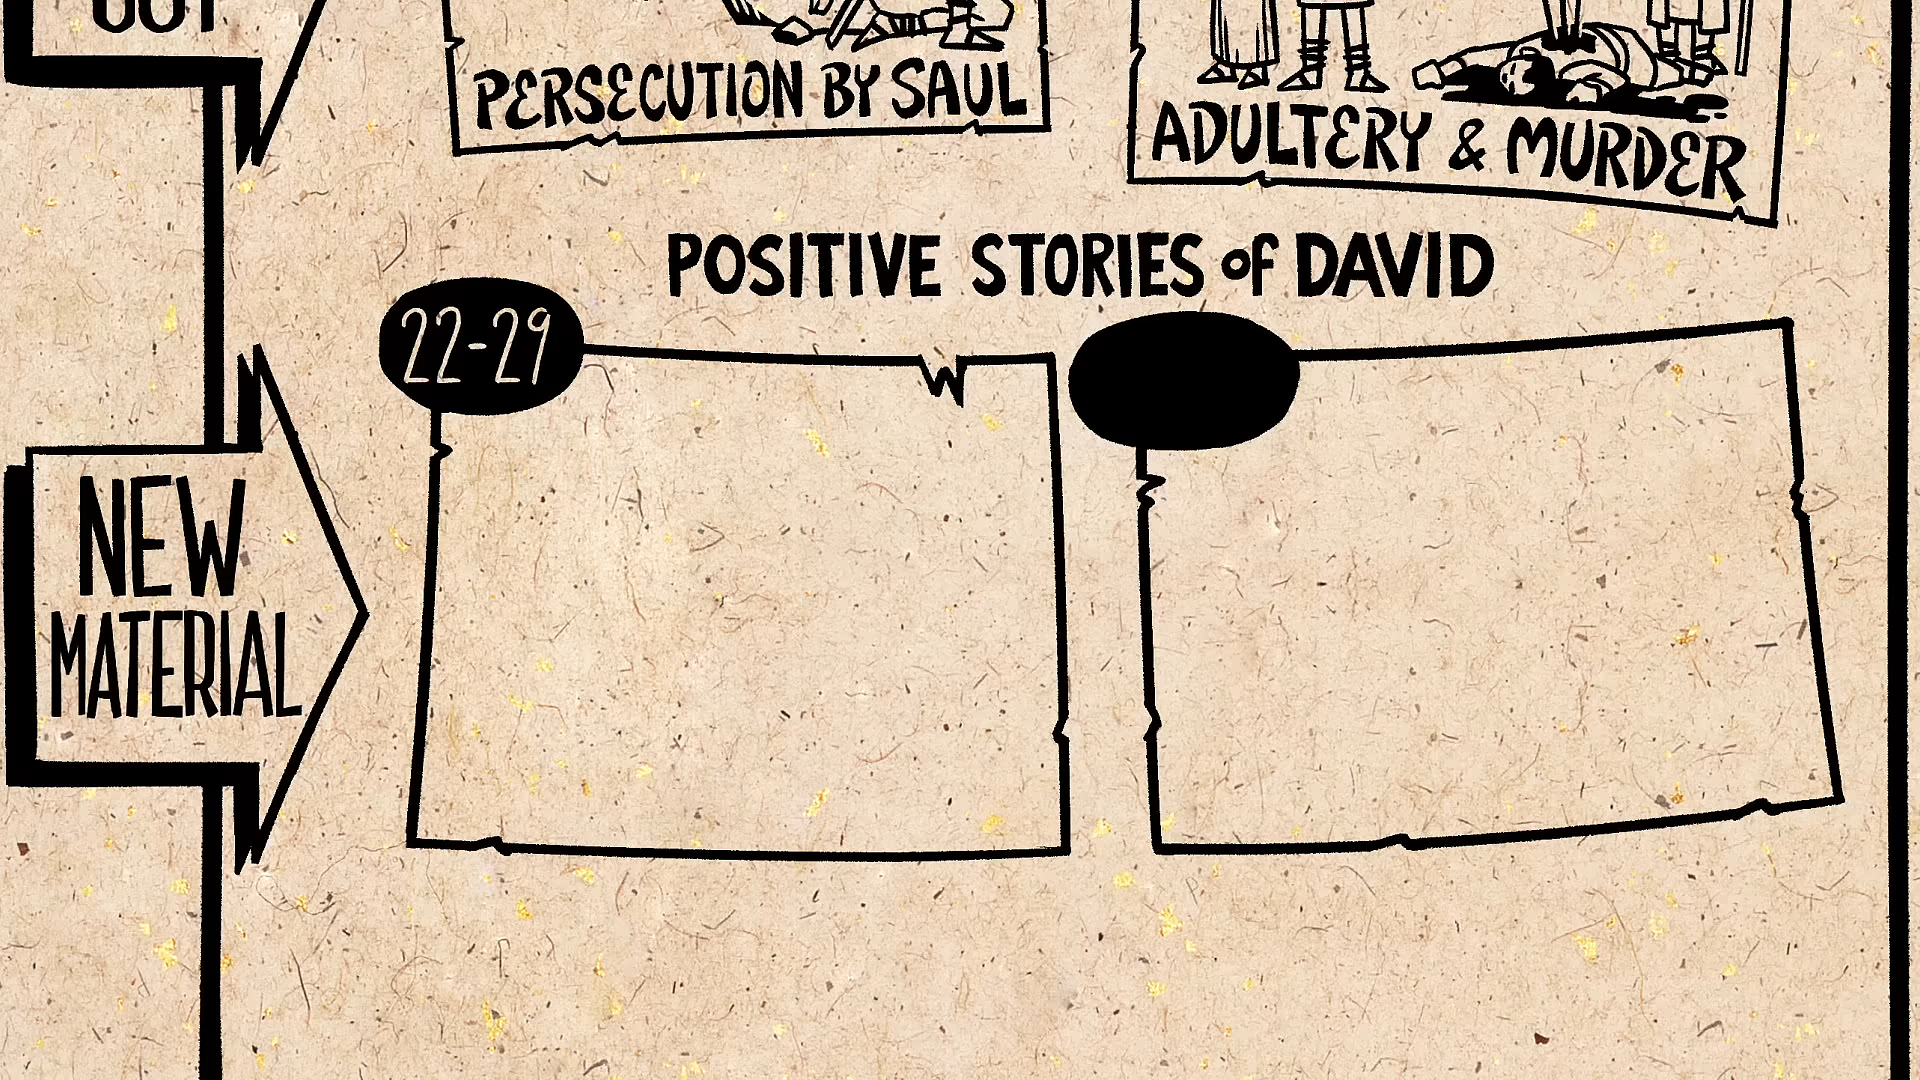 PERSECUTION BY SAUL
ADULTERY & MURDER
POSITIVE STORIES of DAVID
22-29
NEW
MATERIAL